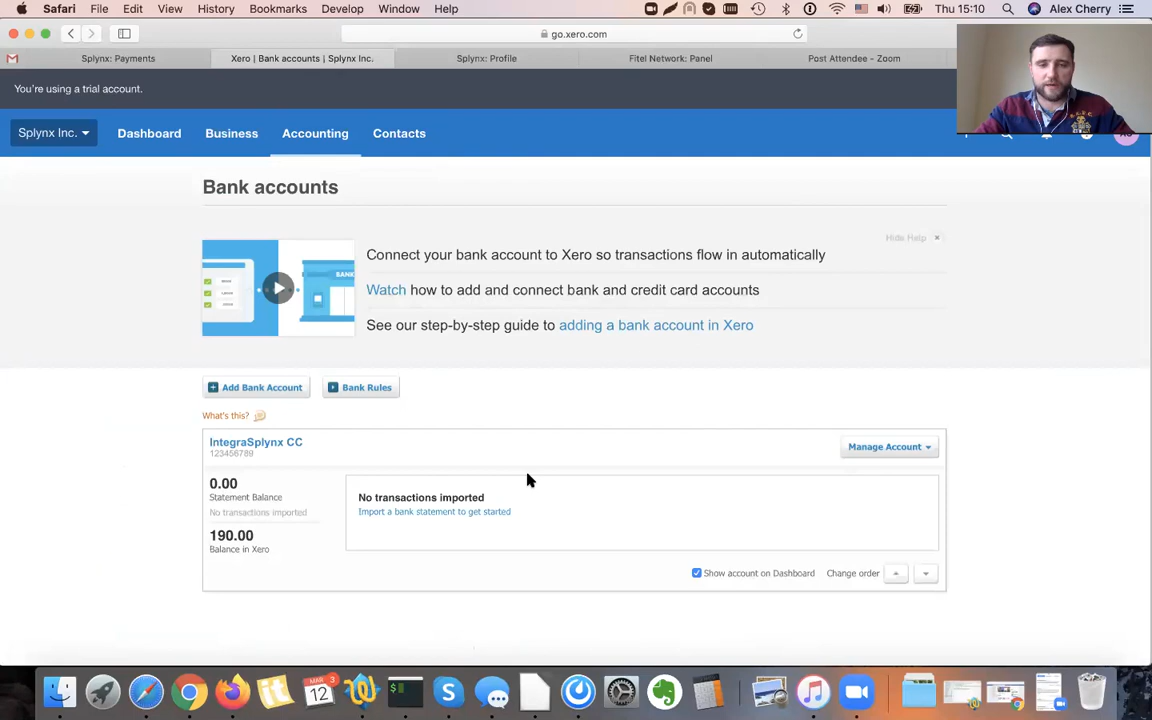 Safari File Edit View History Bookmarks Develop Window Help Thu 15:10 Alex Cherry
go.xero.com
Splynx: Payments Xero | Bank accounts | Splynx Inc. Splynx: Profile Fitel Network: Panel Post Attendee - Zoom
You're using a trial account.
Splynx Inc. Dashboard Business Accounting Contacts
Bank accounts
Hide Help ×
Connect your bank account to Xero so transactions flow in automatically
BANK
Watch how to add and connect bank and credit card accounts
See our step-by-step guide to adding a bank account in Xero
Add Bank Account Bank Rules
What's this?
IntegraSplynx CC
123456789
Manage Account
0.00
Statement Balance
No transactions imported
190.00
Balance in Xero
No transactions imported
Import a bank statement to get started
Show account on Dashboard Change order
MAR
12
3